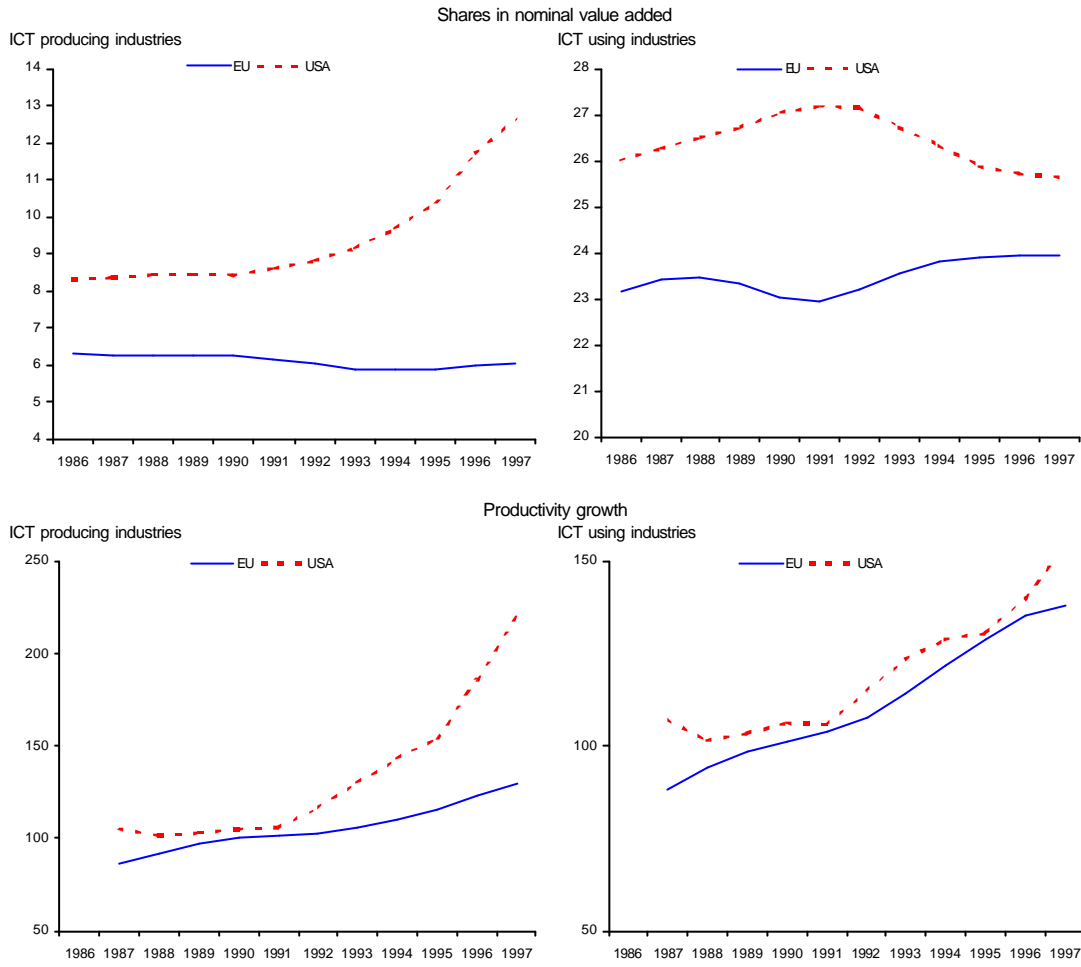 Shares in nominal value added
ICT producing industries
ICT using industries
EU USA
14
13
12
11
10
9
8
7
6
5
4
1986 1987 1988 1989 1990 1991 1992 1993 1994 1995 1996 1997
EU USA
28
27
26
25
24
23
22
21
20
1986 1987 1988 1989 1990 1991 1992 1993 1994 1995 1996 1997
Productivity growth
ICT producing industries
ICT using industries
EU USA
250
200
150
100
50
1986 1987 1988 1989 1990 1991 1992 1993 1994 1995 1996 1997
EU USA
150
100
50
1986 1987 1988 1989 1990 1991 1992 1993 1994 1995 1996 1997